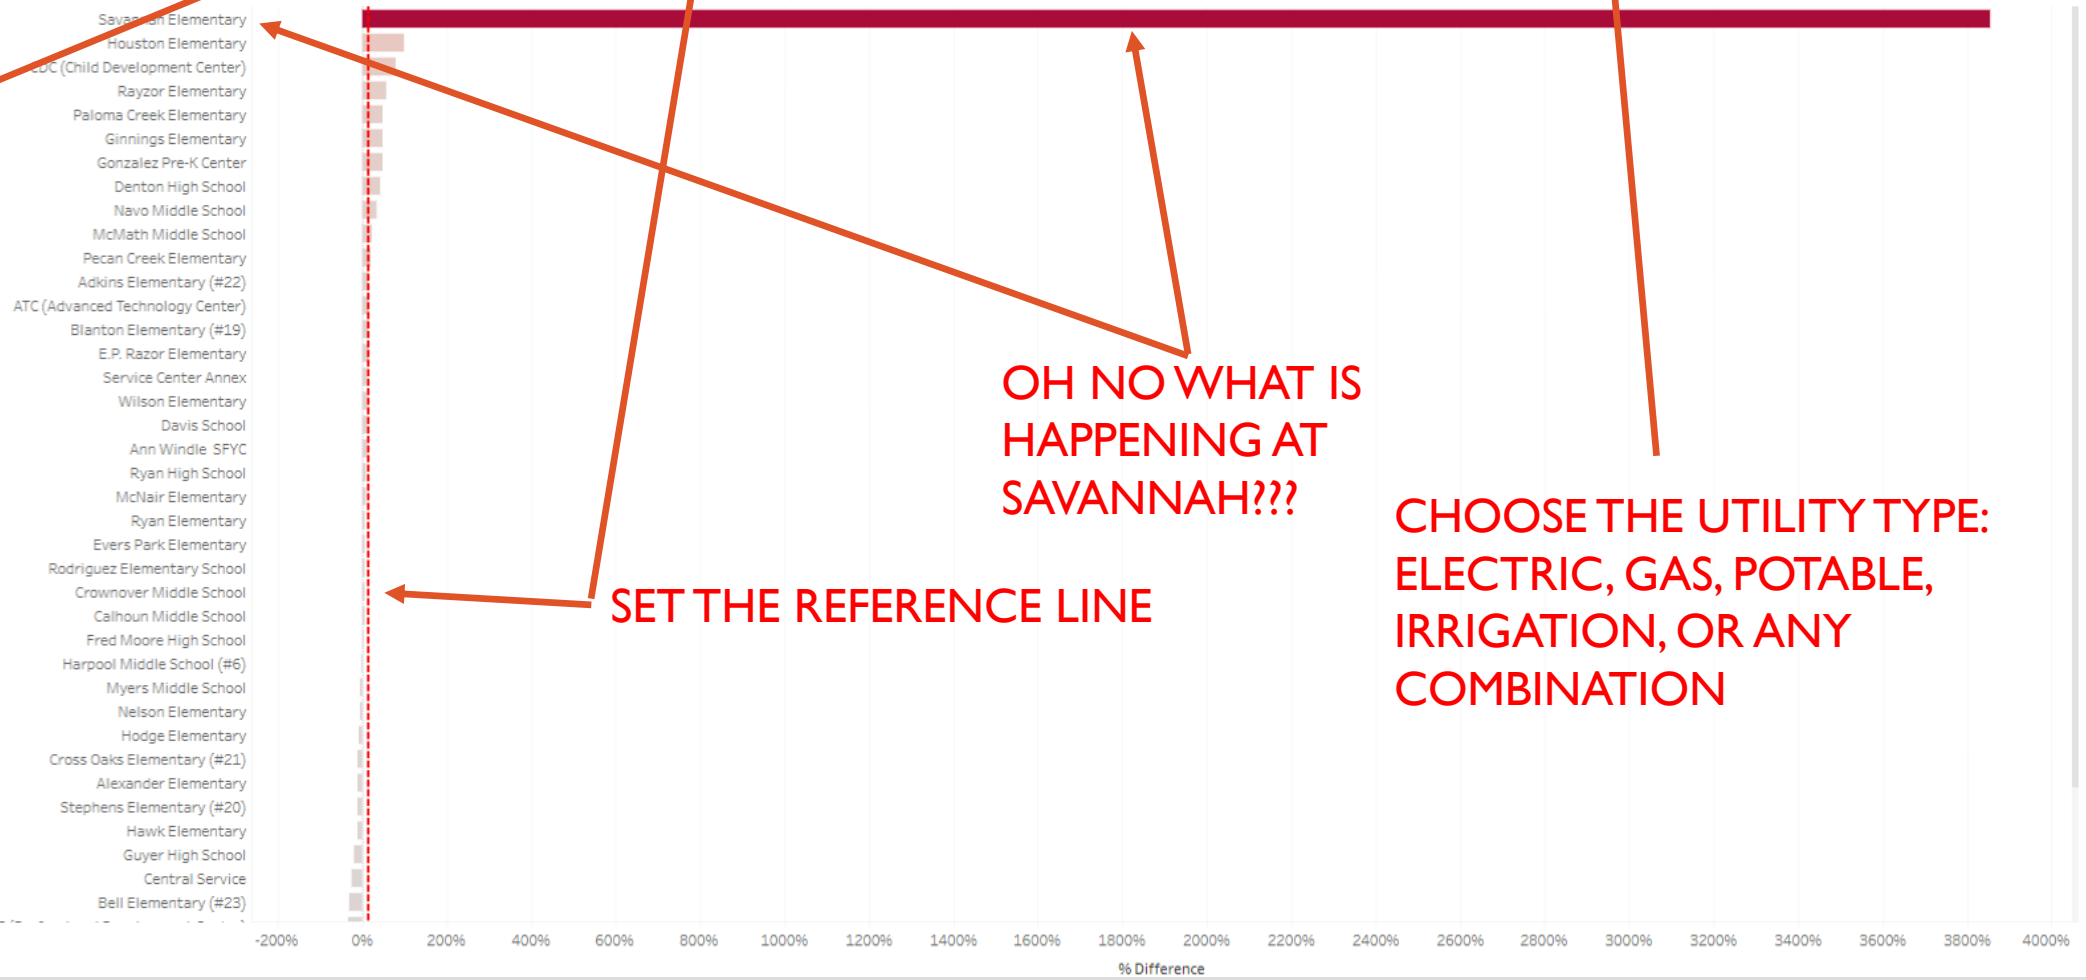 Savannah Elementary
Houston Elementary
CDC (Child Development Center)
Rayzor Elementary
Paloma Creek Elementary
Ginnings Elementary
Gonzalez Pre-K Center
Denton High School
Navo Middle School
McMath Middle School
Pecan Creek Elementary
Adkins Elementary (#22)
ATC (Advanced Technology Center)
Blanton Elementary (#19)
E.P. Razor Elementary
Service Center Annex
Wilson Elementary
Davis School
Ann Windle SFYC
Ryan High School
McNair Elementary
Ryan Elementary
Evers Park Elementary
Rodriguez Elementary School
Crownover Middle School
Calhoun Middle School
Fred Moore High School
Harpool Middle School (#6)
Myers Middle School
Nelson Elementary
Hodge Elementary
Cross Oaks Elementary (#21)
Alexander Elementary
Stephens Elementary (#20)
Hawk Elementary
Guyer High School
Central Service
Bell Elementary (#23)
OH NO WHAT IS
HAPPENING AT
SAVANNAH???
SET THE REFERENCE LINE
CHOOSE THE UTILITY TYPE:
ELECTRIC, GAS, POTABLE,
IRRIGATION, OR ANY
COMBINATION
-200% 0% 200% 400% 600% 800% 1000% 1200% 1400% 1600% 1800% 2000% 2200% 2400% 2600% 2800% 3000% 3200% 3400% 3600% 3800% 4000%
% Difference